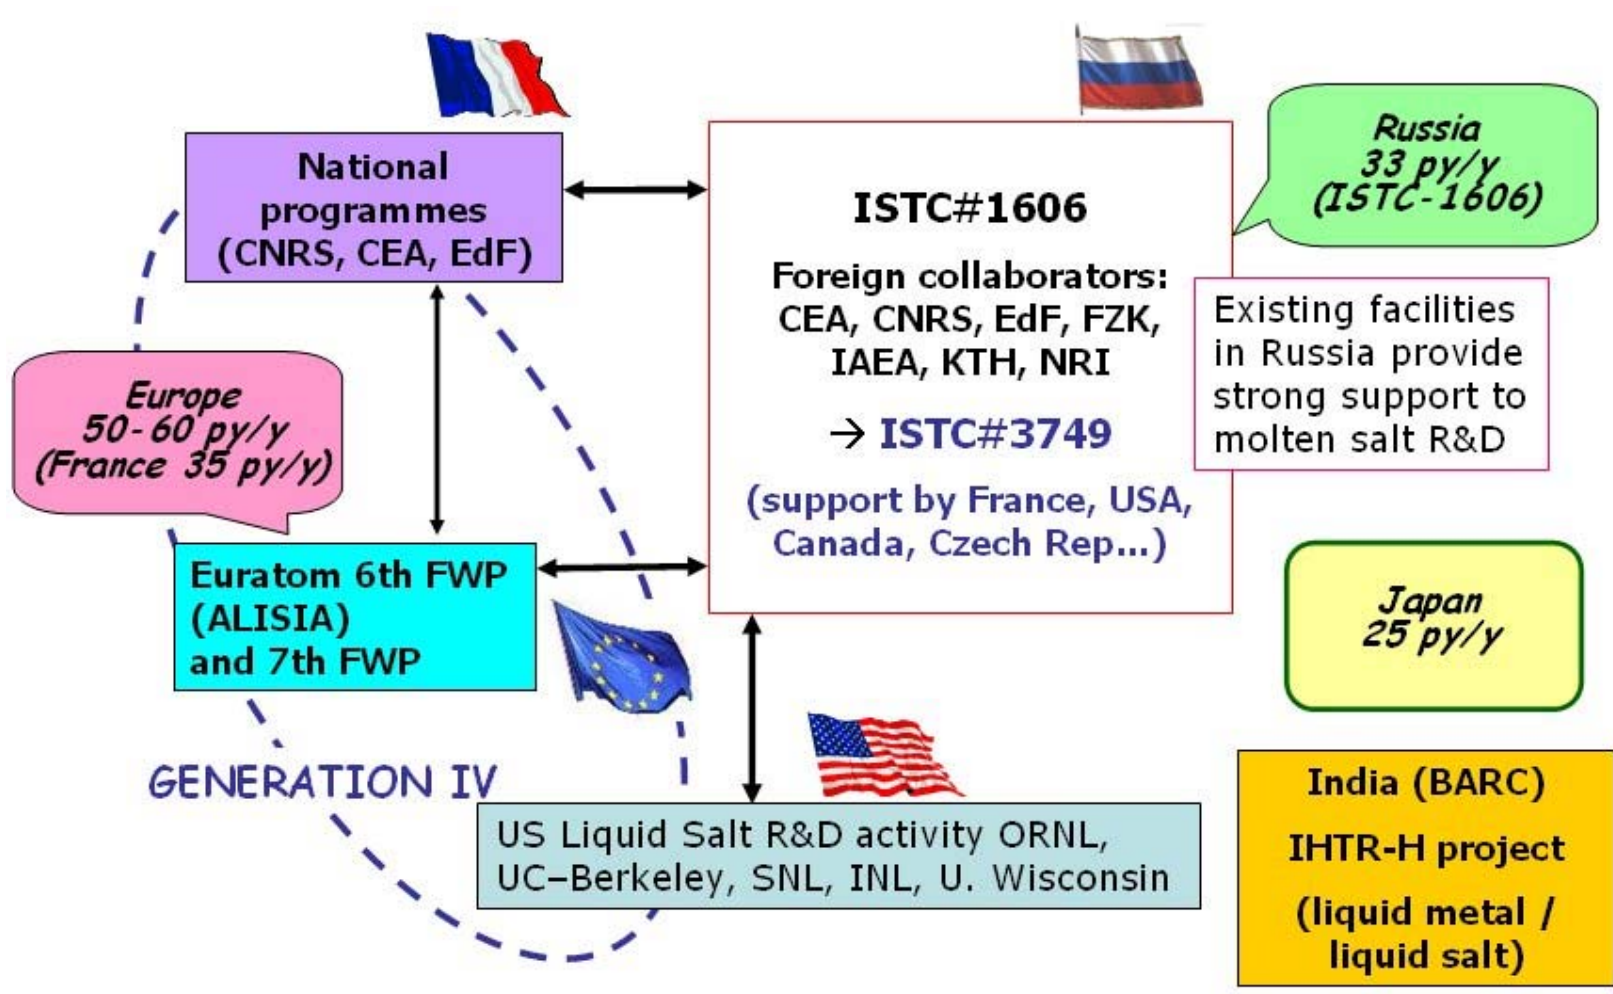 National
programmes
(CNRS, CEA, EdF)
ISTC#1606
Foreign collaborators:
CEA, CNRS, EdF, FZK,
IAEA, KTH, NRI
→ ISTC#3749
(support by France, USA,
Canada, Czech Rep...)
Russia
33 py/y
(ISTC-1606)
Existing facilities
in Russia provide
strong support to
molten salt R&D
Europe
50-60 py/y
(France 35 py/y)
Euratom 6th FWP
(ALISIA)
and 7th FWP
Japan
25 py/y
GENERATION IV
US Liquid Salt R&D activity ORNL,
UC–Berkeley, SNL, INL, U. Wisconsin
India (BARC)
IHTR-H project
(liquid metal /
liquid salt)